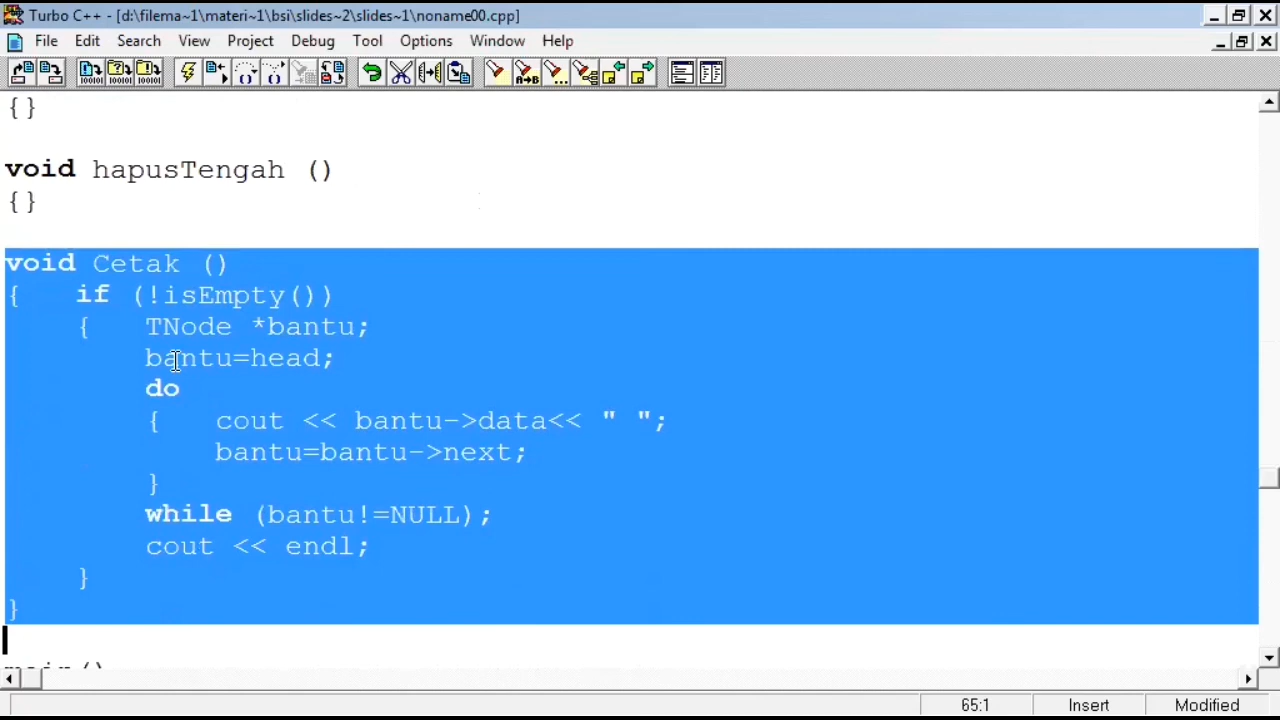 Turbo C++ - [d:\filema~1\materi~1\bsi\slides~2\slides~1\noname00.cpp]
File Edit Search View Project Debug Tool Options Window Help
{}
void hapusTengah ()
{}
void Cetak ()
{ if (!isEmpty())
{ TNode *bantu;
bantu=head;
do
{ cout << bantu->data<< " ";
bantu=bantu->next;
}
while (bantu!=NULL);
cout << endl;
}
}
65:1 Insert Modified